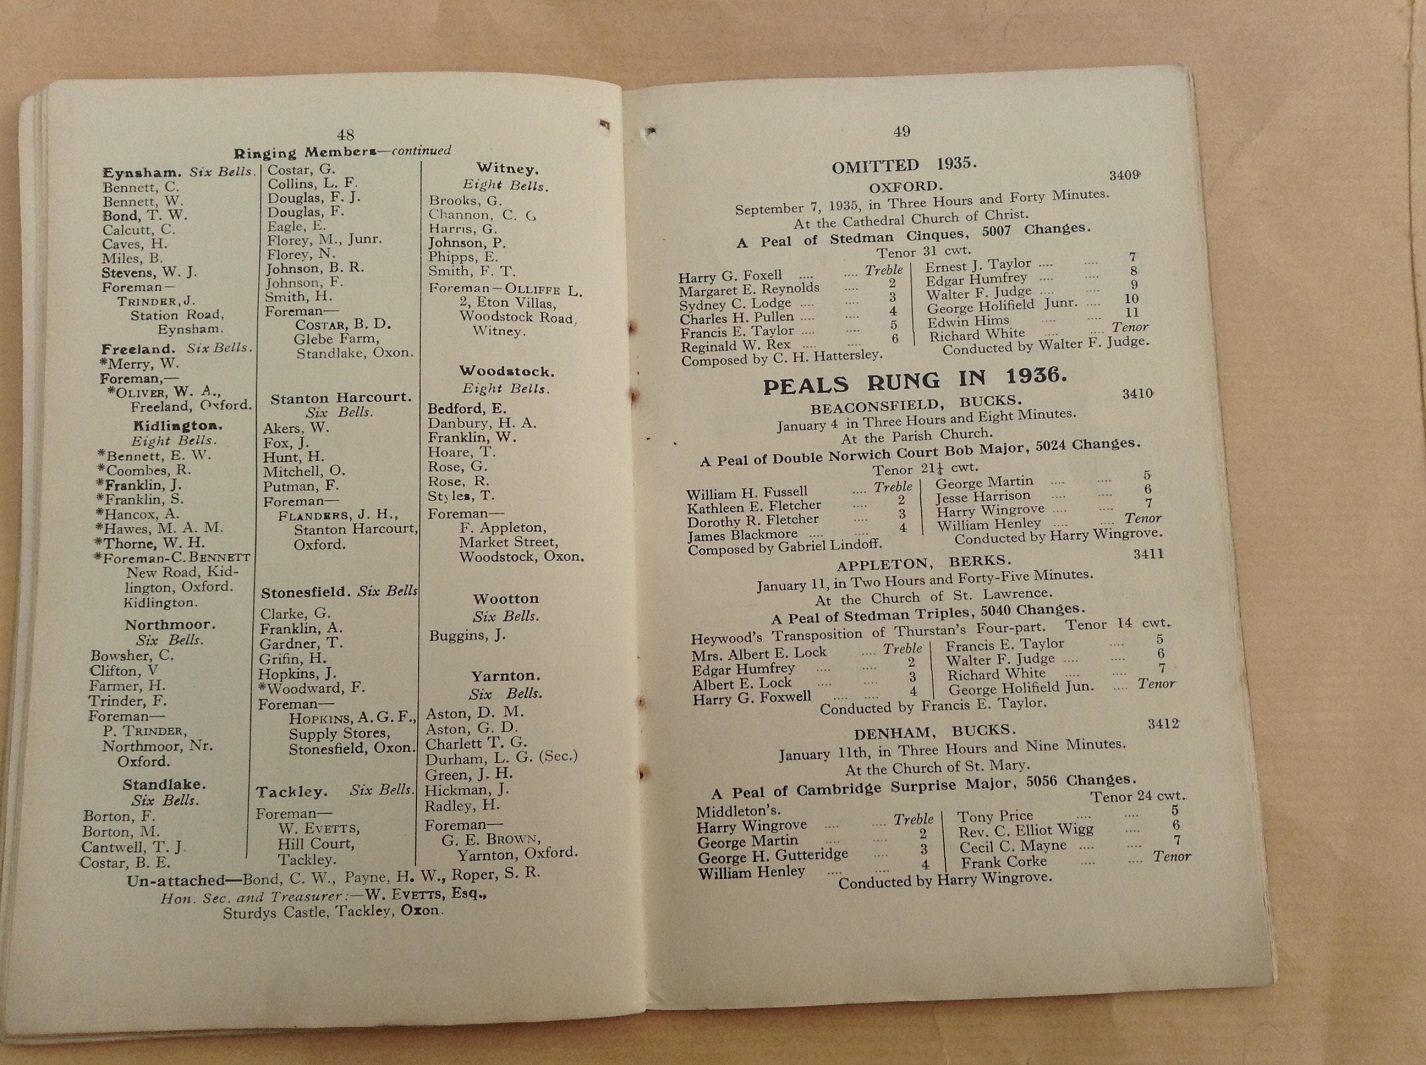 48
Ringing Members—continued
Eynsham. Six Bells.
Bennett, C.
Bennett, W.
Bond, T. W.
Calcutt, C.
Caves, H.
Miles, B.
Stevens, W. J.
Foreman—
TRINDER, J.
Station Road,
Eynsham.
Freeland. Six Bells.
*Merry, W.
Foreman,—
*OLIVER, W. A.,
Freeland, Oxford.
Kidlington.
Eight Bells.
*Bennett, E. W.
*Coombes, R.
*Franklin, J.
*Franklin, S.
*Hancox, A.
*Hawes, M. A. M.
*Thorne, W. H.
*Foreman-C. BENNETT
New Road, Kid-
lington, Oxford.
Kidlington.
Northmoor.
Six Bells.
Bowsher, C.
Clifton, V
Farmer, H.
Trinder, F.
Foreman—
P. TRINDER,
Northmoor, Nr.
Oxford.
Standlake.
Six Bells.
Borton, F.
Borton, M.
Cantwell, T. J.
Costar, B. E.
Costar, G.
Collins, L. F.
Douglas, F. J.
Douglas, F.
Eagle, E.
Florey, M., Junr.
Florey, N.
Johnson, B. R.
Johnson, F.
Smith, H.
Foreman—
COSTAR, B. D.
Glebe Farm,
Standlake, Oxon.
Stanton Harcourt.
Six Bells.
Akers, W.
Fox, J.
Hunt, H.
Mitchell, O.
Putman, F.
Foreman—
FLANDERS, J. H.,
Stanton Harcourt,
Oxford.
Stonesfield. Six Bells
Clarke, G.
Franklin, A.
Gardner, T.
Grifin, H.
Hopkins, J.
*Woodward, F.
Foreman—
HOPKINS, A. G. F.,
Supply Stores,
Stonesfield, Oxon.
Tackley. Six Bells.
Foreman—
W. EVETTS,
Hill Court,
Tackley.
Witney.
Eight Bells.
Brooks, G.
Channon, C. G
Harris, G.
Johnson, P.
Phipps, E.
Smith, F. T.
Foreman—OLLIFFE L.
2, Eton Villas,
Woodstock Road,
Witney.
Woodstock.
Eight Bells.
Bedford, E.
Danbury, H. A.
Franklin, W.
Hoare, T.
Rose, G.
Rose, R.
Styles, T.
Foreman—
F. Appleton,
Market Street,
Woodstock, Oxon.
Wootton
Six Bells.
Buggins, J.
Yarnton.
Six Bells.
Aston, D. M.
Aston, G. D.
Charlett T. G.
Durham, L. G. (Sec.)
Green, J. H.
Hickman, J.
Radley, H.
Foreman—
G. E. BROWN,
Yarnton, Oxford.
Un-attached—Bond, C. W., Payne, H. W., Roper, S. R.
Hon. Sec. and Treasurer:—W. EVETTS, Esq.,
Sturdys Castle, Tackley, Oxon.
49
OMITTED 1935.
OXFORD. 3409
September 7, 1935, in Three Hours and Forty Minutes.
At the Cathedral Church of Christ.
A Peal of Stedman Cinques, 5007 Changes.
Tenor 31 cwt.
Harry G. Foxell .... .... Treble
Margaret E. Reynolds .... 2
Sydney C. Lodge .... .... 3
Charles H. Pullen .... .... 4
Francis E. Taylor .... .... 5
Reginald W. Rex .... .... 6
Ernest J. Taylor .... .... 7
Edgar Humfrey .... .... 8
Walter F. Judge .... .... 9
George Holifield Junr. .... 10
Edwin Hims .... .... 11
Richard White .... .... Tenor
Composed by C. H. Hattersley. Conducted by Walter F. Judge.
PEALS RUNG IN 1936.
BEACONSFIELD, BUCKS. 3410
January 4 in Three Hours and Eight Minutes.
At the Parish Church.
A Peal of Double Norwich Court Bob Major, 5024 Changes.
Tenor 21¼ cwt.
William H. Fussell .... Treble
Kathleen E. Fletcher .... 2
Dorothy R. Fletcher .... 3
James Blackmore .... .... 4
George Martin .... .... 5
Jesse Harrison .... .... 6
Harry Wingrove .... .... 7
William Henley .... .... Tenor
Composed by Gabriel Lindoff. Conducted by Harry Wingrove.
APPLETON, BERKS. 3411
January 11, in Two Hours and Forty-Five Minutes.
At the Church of St. Lawrence.
A Peal of Stedman Triples, 5040 Changes.
Heywood's Transposition of Thurstan's Four-part. Tenor 14 cwt.
Mrs. Albert E. Lock .... Treble
Edgar Humfrey .... .... 2
Albert E. Lock .... .... 3
Harry G. Foxwell .... .... 4
Francis E. Taylor .... 5
Walter F. Judge .... .... 6
Richard White .... .... 7
George Holifield Jun. .... Tenor
Conducted by Francis E. Taylor.
DENHAM, BUCKS. 3412
January 11th, in Three Hours and Nine Minutes.
At the Church of St. Mary.
A Peal of Cambridge Surprise Major, 5056 Changes.
Middleton's. Tenor 24 cwt.
Harry Wingrove .... .... Treble
George Martin .... .... 2
George H. Gutteridge .... 3
William Henley .... .... 4
Tony Price .... .... 5
Rev. C. Elliot Wigg .... 6
Cecil C. Mayne .... .... 7
Frank Corke .... .... Tenor
Conducted by Harry Wingrove.